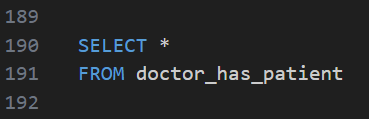 189
190 SELECT *
191 FROM doctor_has_patient
192